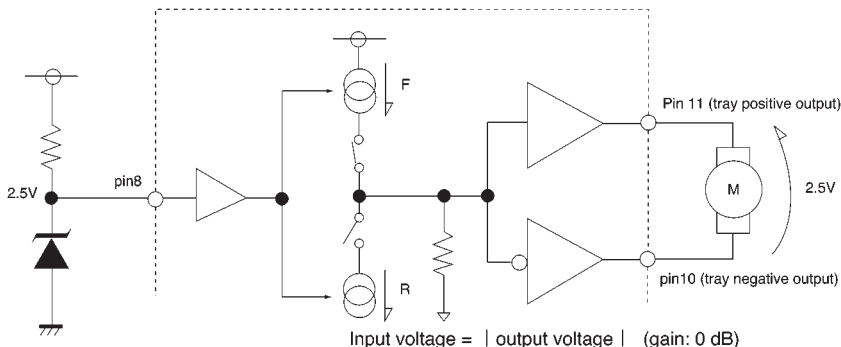 F
Pin 11 (tray positive output)
pin8
2.5V
M
2.5V
R
pin10 (tray negative output)
Input voltage = | output voltage | (gain: 0 dB)